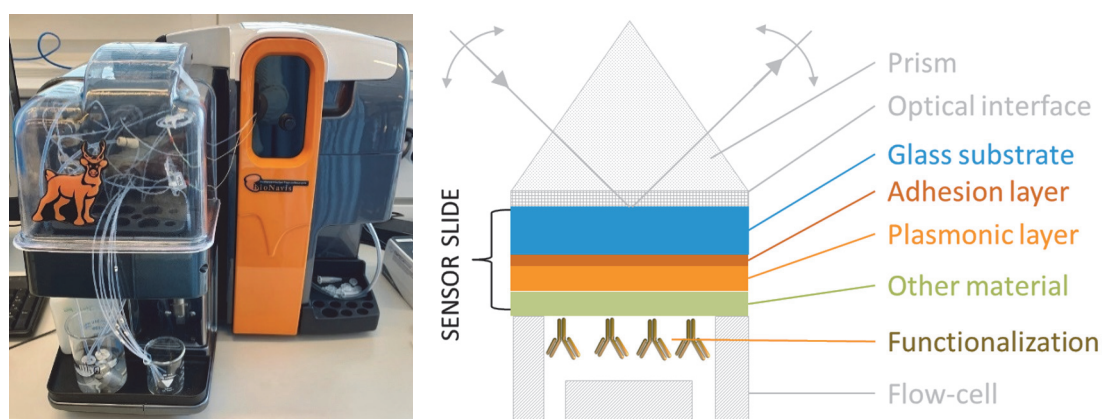 BioNavis
Prism
Optical interface
Glass substrate
Adhesion layer
Plasmonic layer
Other material
Functionalization
Flow-cell
SENSOR SLIDE